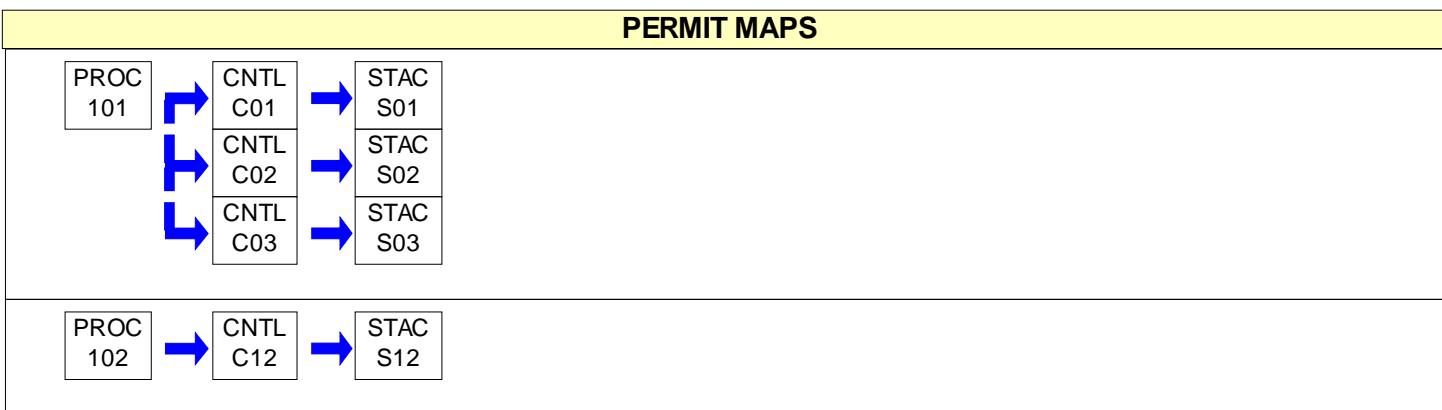 PERMIT MAPS
PROC
101
CNTL
C01
STAC
S01
CNTL
C02
STAC
S02
CNTL
C03
STAC
S03
PROC
102
CNTL
C12
STAC
S12